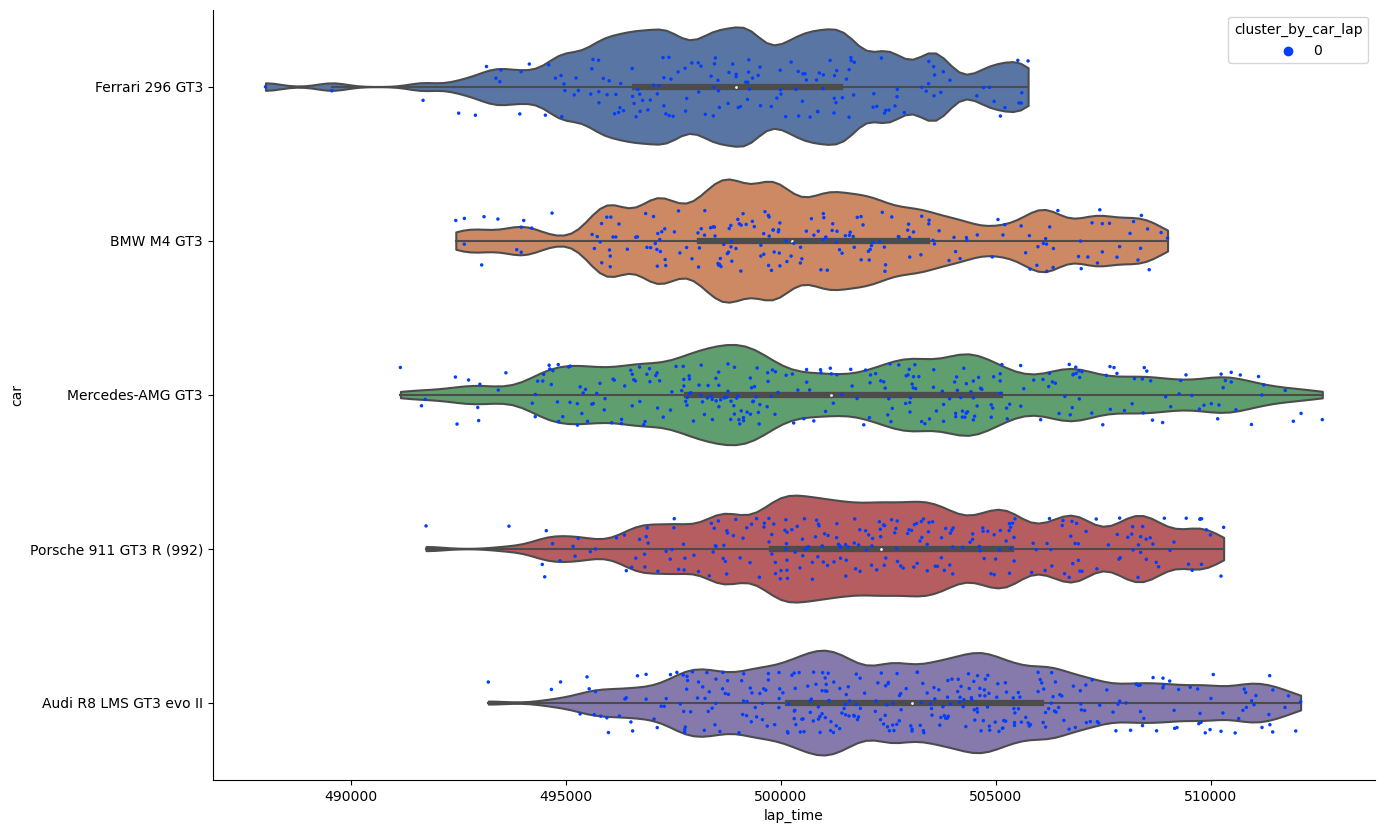 cluster_by_car_lap
0
Ferrari 296 GT3
BMW M4 GT3
Mercedes-AMG GT3
Porsche 911 GT3 R (992)
Audi R8 LMS GT3 evo II
car
490000 495000 500000 505000 510000
lap_time